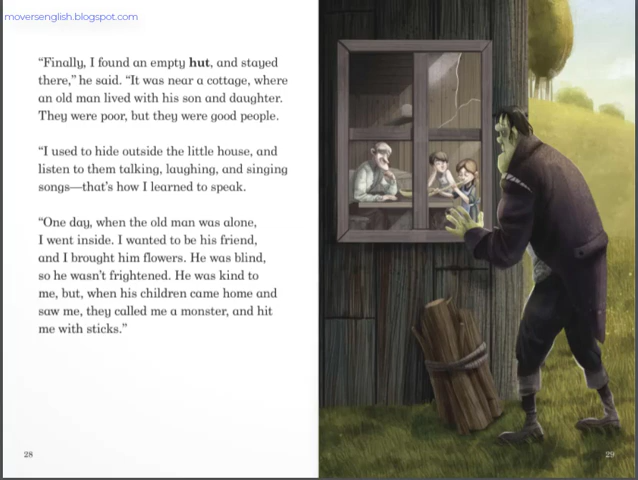 moversenglish.blogspot.com
“Finally, I found an empty hut, and stayed
there,” he said. “It was near a cottage, where
an old man lived with his son and daughter.
They were poor, but they were good people.
“I used to hide outside the little house, and
listen to them talking, laughing, and singing
songs—that’s how I learned to speak.
“One day, when the old man was alone,
I went inside. I wanted to be his friend,
and I brought him flowers. He was blind,
so he wasn’t frightened. He was kind to
me, but, when his children came home and
saw me, they called me a monster, and hit
me with sticks.”
28
29